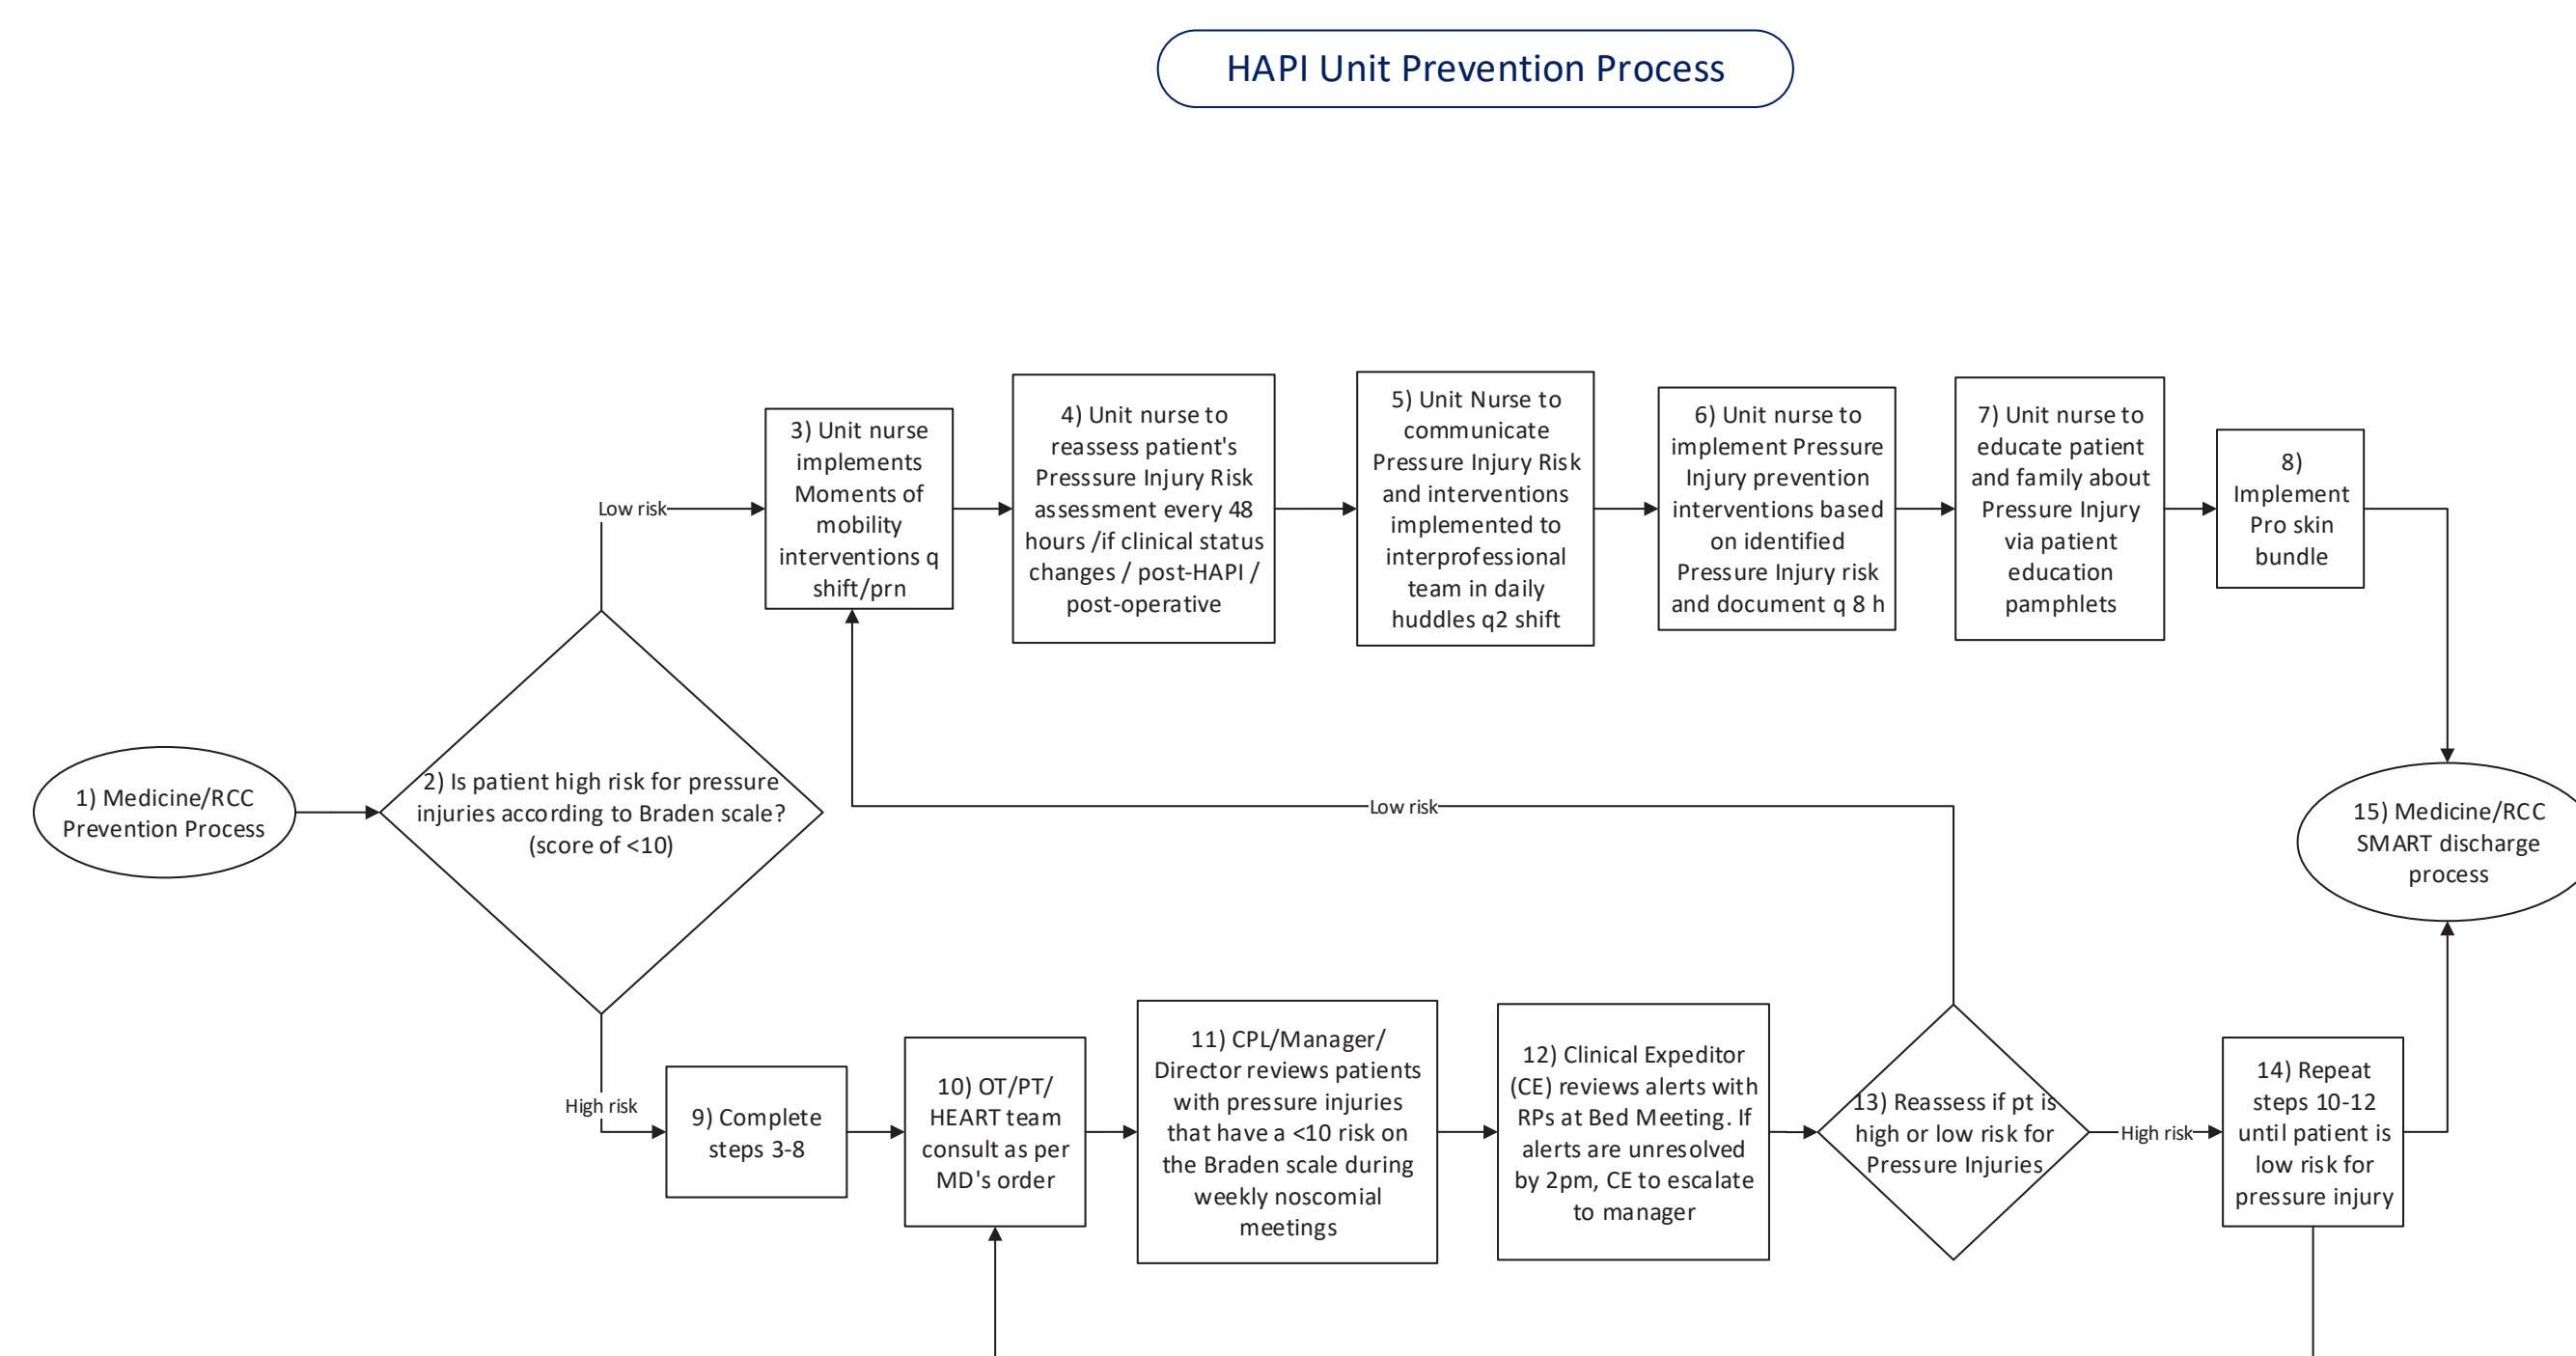 HAPI Unit Prevention Process
Low risk
3) Unit nurse
implements
Moments of
mobility
interventions q
shift/prn
4) Unit nurse to
reassess patient's
Presssure Injury Risk
assessment every 48
hours /if clinical status
changes / post-HAPI /
post-operative
5) Unit Nurse to
communicate
Pressure Injury Risk
and interventions
implemented to
interprofessional
team in daily
huddles q2 shift
6) Unit nurse to
implement Pressure
Injury prevention
interventions based
on identified
Pressure Injury risk
and document q 8 h
7) Unit nurse to
educate patient
and family about
Pressure Injury
via patient
education
pamphlets
8)
Implement
Pro skin
bundle
1) Medicine/RCC
Prevention Process
2) Is patient high risk for pressure
injuries according to Braden scale?
(score of <10)
Low risk
15) Medicine/RCC
SMART discharge
process
High risk
9) Complete
steps 3-8
10) OT/PT/
HEART team
consult as per
MD's order
11) CPL/Manager/
Director reviews patients
with pressure injuries
that have a <10 risk on
the Braden scale during
weekly noscomial
meetings
12) Clinical Expeditor
(CE) reviews alerts with
RPs at Bed Meeting. If
alerts are unresolved
by 2pm, CE to escalate
to manager
13) Reassess if pt is
high or low risk for
Pressure Injuries
High risk
14) Repeat
steps 10-12
until patient is
low risk for
pressure injury